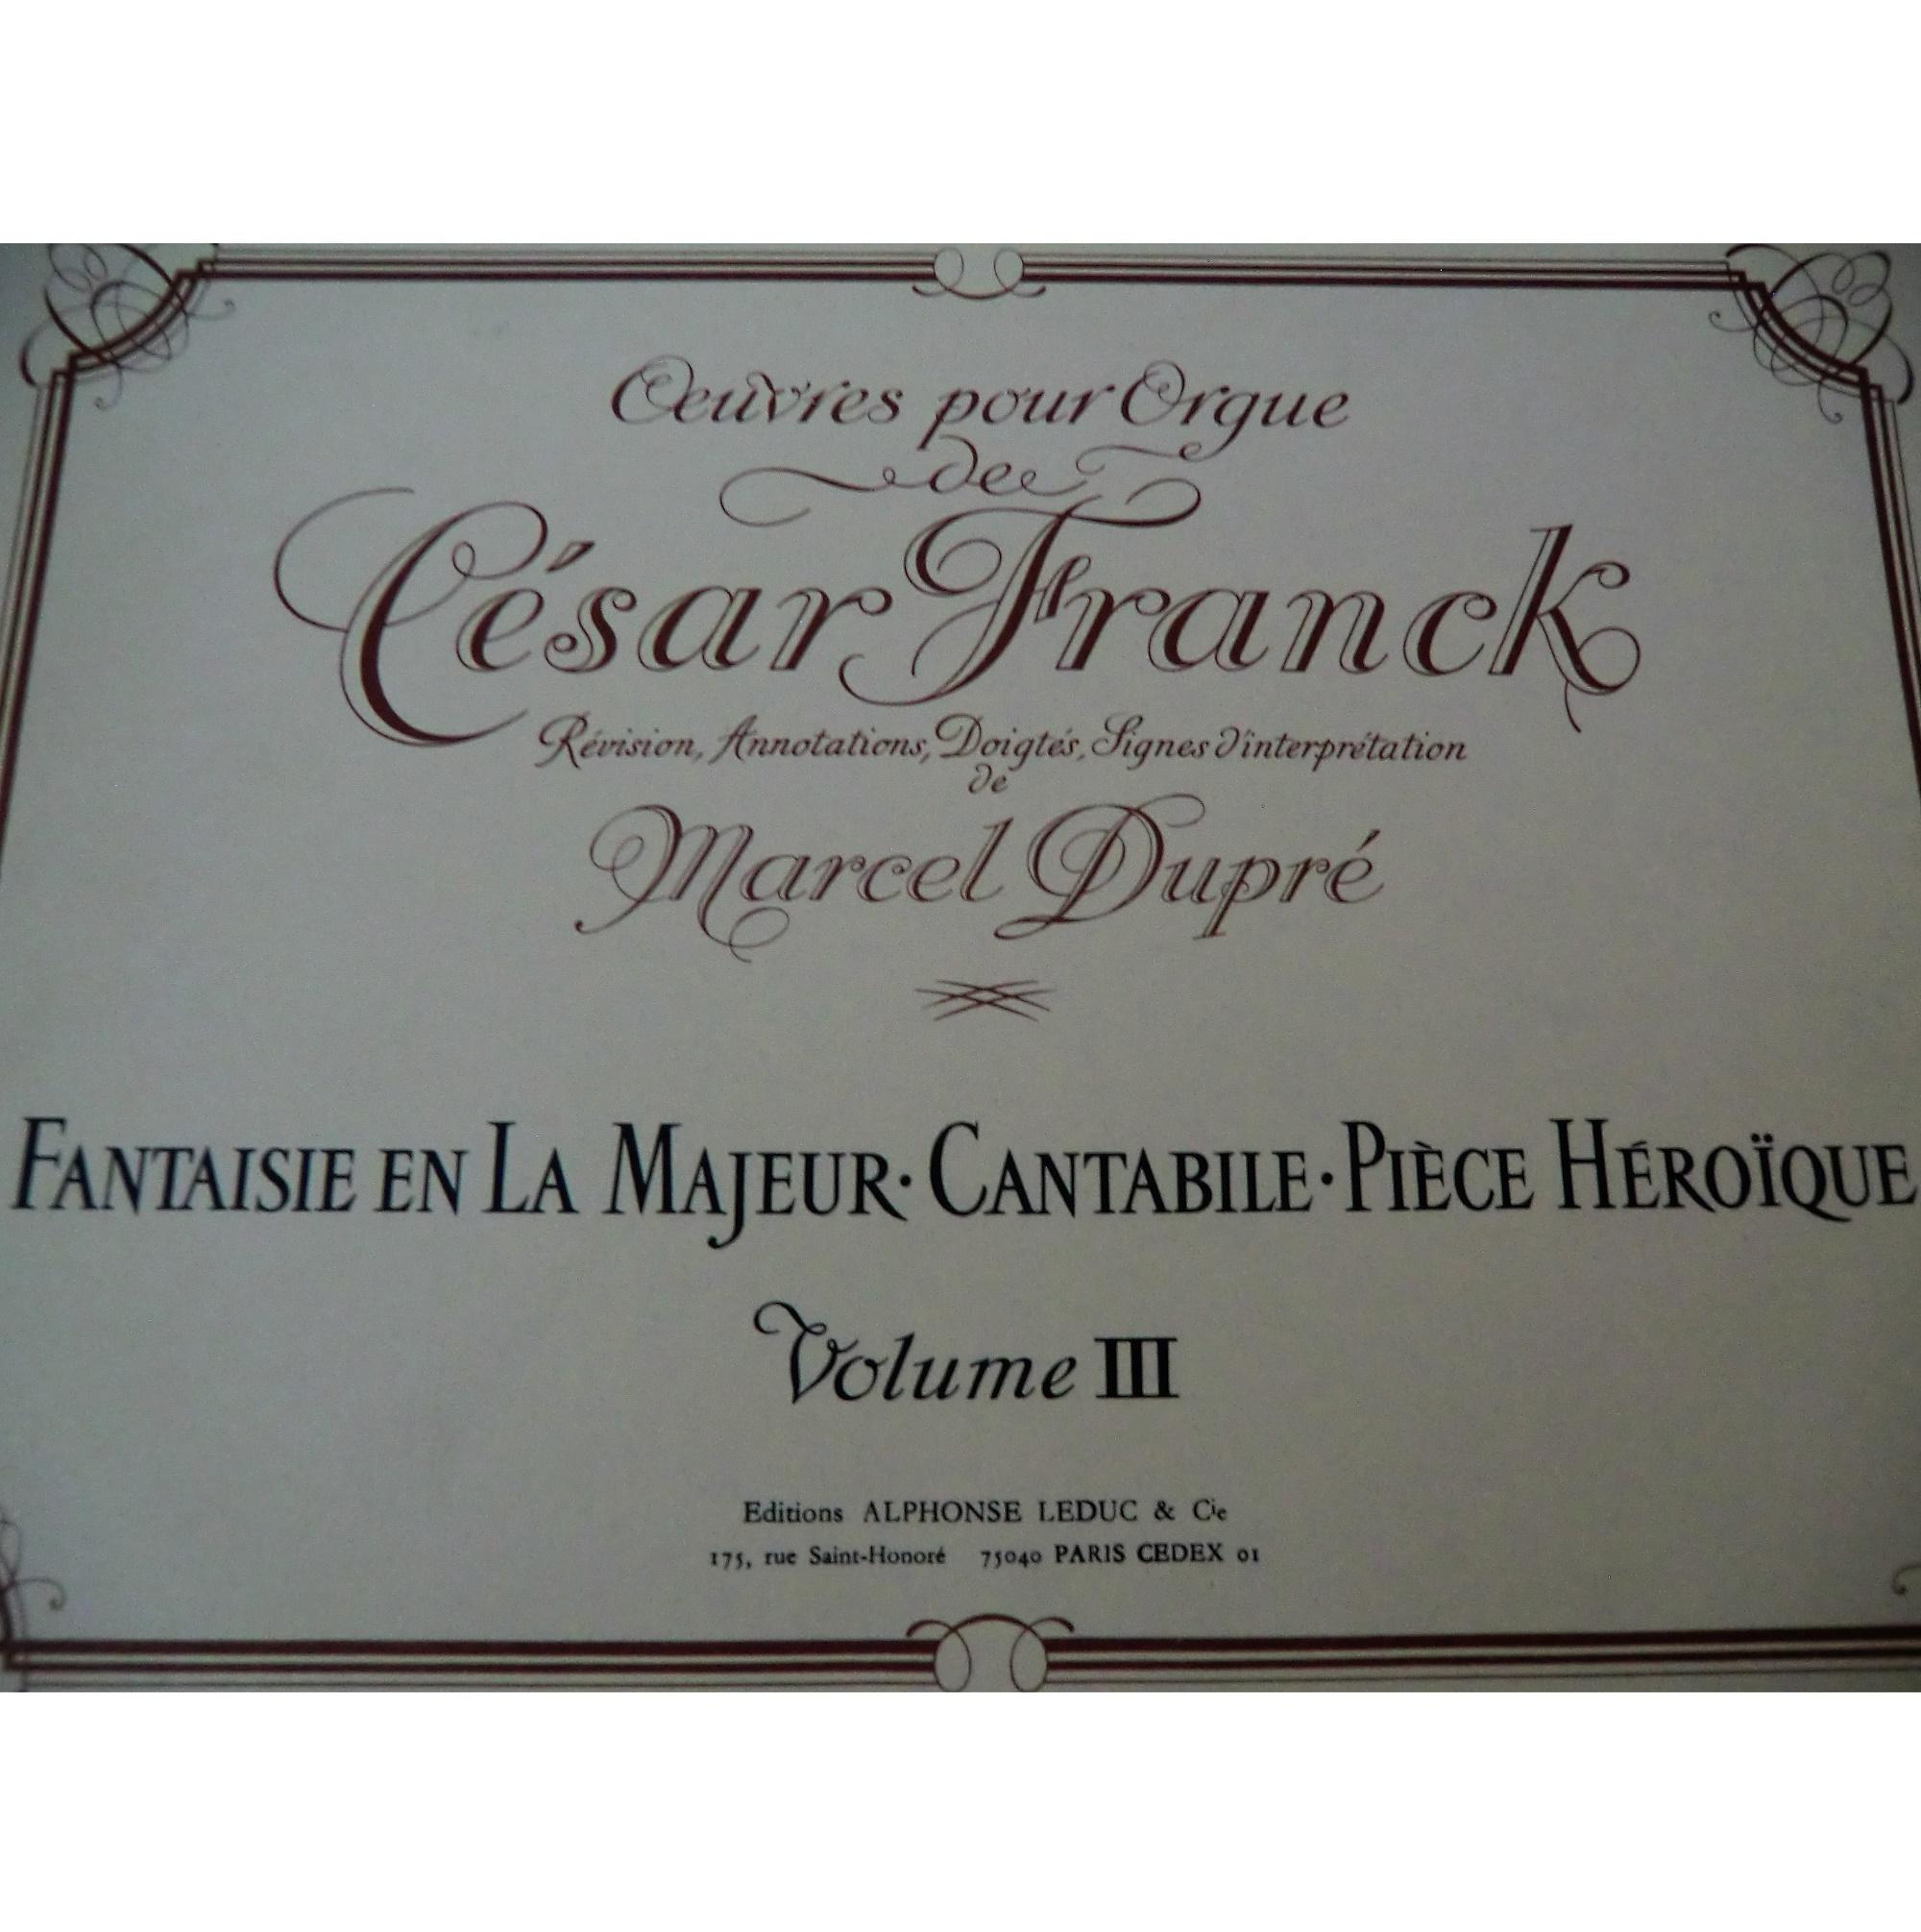 Œuvres pour Orgue
de
César Franck
Révision, Annotations, Doigtés, Signes d'interprétation
de
Marcel Dupré
FANTAISIE EN LA MAJEUR · CANTABILE · PIÈCE HÉROÏQUE
Volume III
Editions ALPHONSE LEDUC & Cie
175, rue Saint-Honoré 75040 PARIS CEDEX 01